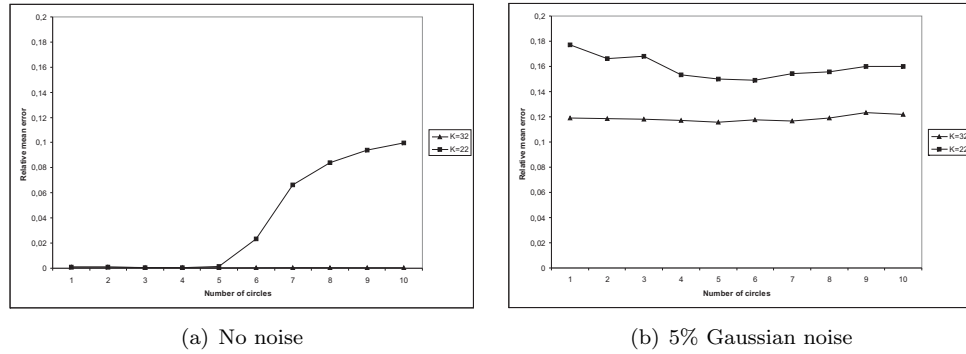 0,2
0,18
0,16
0,14
0,12
0,1
0,08
0,06
0,04
0,02
0
Relative mean error
1 2 3 4 5 6 7 8 9 10
Number of circles
K=32
K=22
(a) No noise
0,2
0,18
0,16
0,14
0,12
0,1
0,08
0,06
0,04
0,02
0
Relative mean error
1 2 3 4 5 6 7 8 9 10
Number of circles
K=32
K=22
(b) 5% Gaussian noise